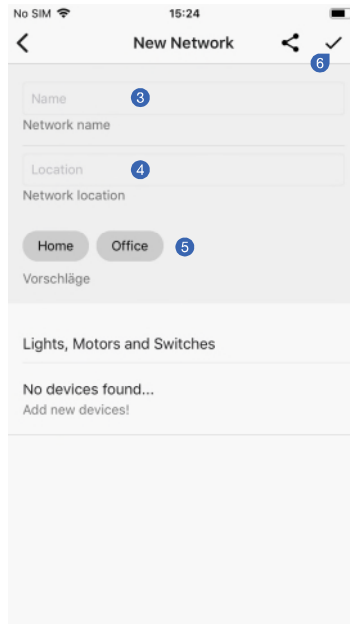 No SIM 15:24
New Network
6
Name 3
Network name
Location 4
Network location
Home Office 5
Vorschläge
Lights, Motors and Switches
No devices found...
Add new devices!